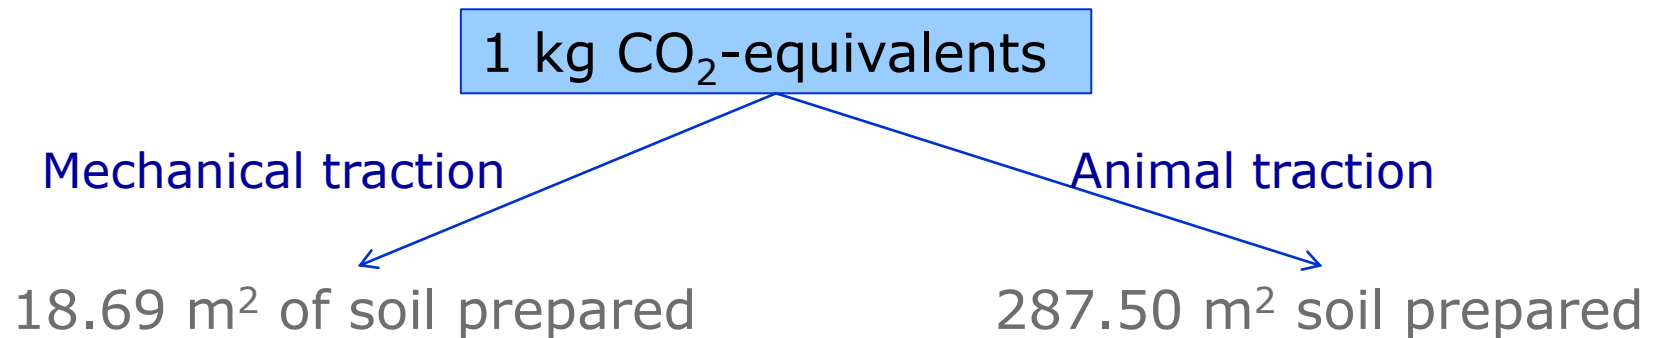 1 kg CO₂-equivalents
Mechanical traction
Animal traction
18.69 m² of soil prepared
287.50 m² soil prepared